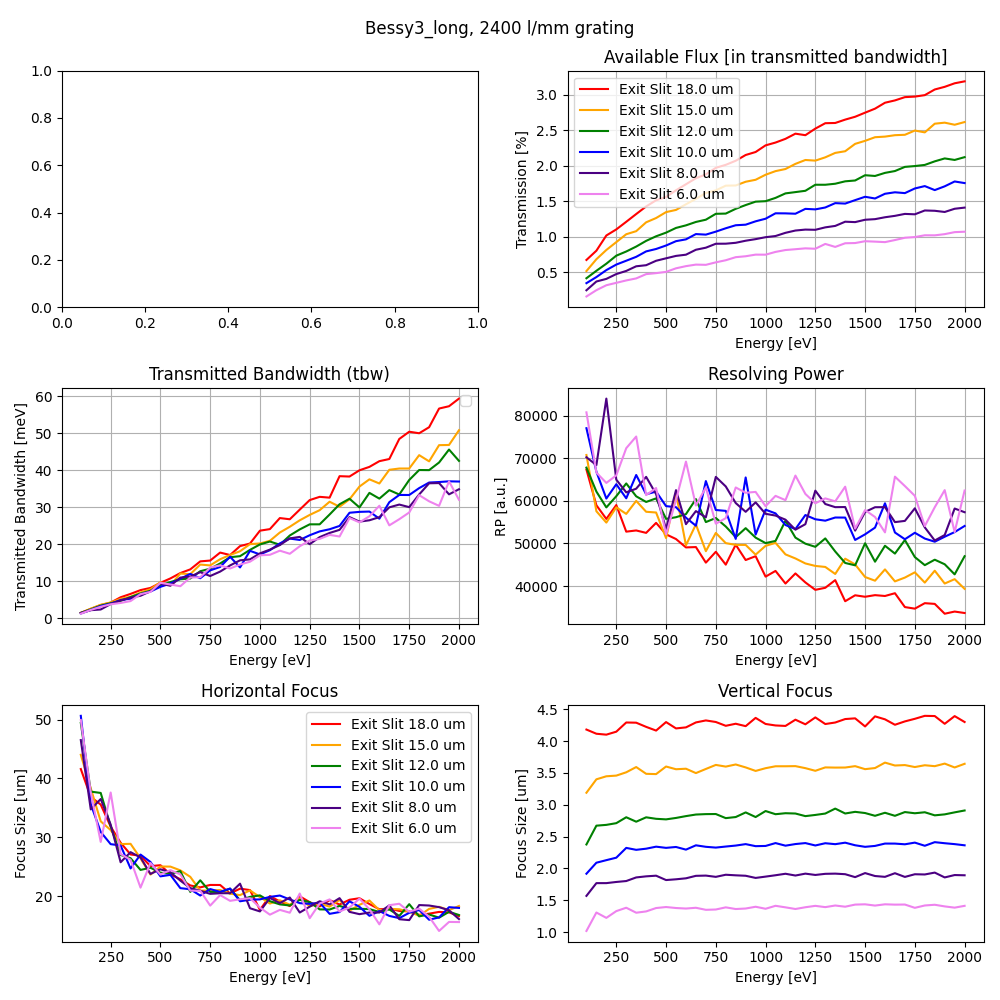 Bessy3_long, 2400 l/mm grating
1.0
0.8
0.6
0.4
0.2
0.0
0.0 0.2 0.4 0.6 0.8 1.0
Available Flux [in transmitted bandwidth]
Transmission [%]
3.0
2.5
2.0
1.5
1.0
0.5
Exit Slit 18.0 um
Exit Slit 15.0 um
Exit Slit 12.0 um
Exit Slit 10.0 um
Exit Slit 8.0 um
Exit Slit 6.0 um
250 500 750 1000 1250 1500 1750 2000
Energy [eV]
Transmitted Bandwidth (tbw)
Transmitted Bandwidth [meV]
60
50
40
30
20
10
0
250 500 750 1000 1250 1500 1750 2000
Energy [eV]
Resolving Power
RP [a.u.]
80000
70000
60000
50000
40000
250 500 750 1000 1250 1500 1750 2000
Energy [eV]
Horizontal Focus
Focus Size [um]
50
40
30
20
Exit Slit 18.0 um
Exit Slit 15.0 um
Exit Slit 12.0 um
Exit Slit 10.0 um
Exit Slit 8.0 um
Exit Slit 6.0 um
250 500 750 1000 1250 1500 1750 2000
Energy [eV]
Vertical Focus
Focus Size [um]
4.5
4.0
3.5
3.0
2.5
2.0
1.5
1.0
250 500 750 1000 1250 1500 1750 2000
Energy [eV]